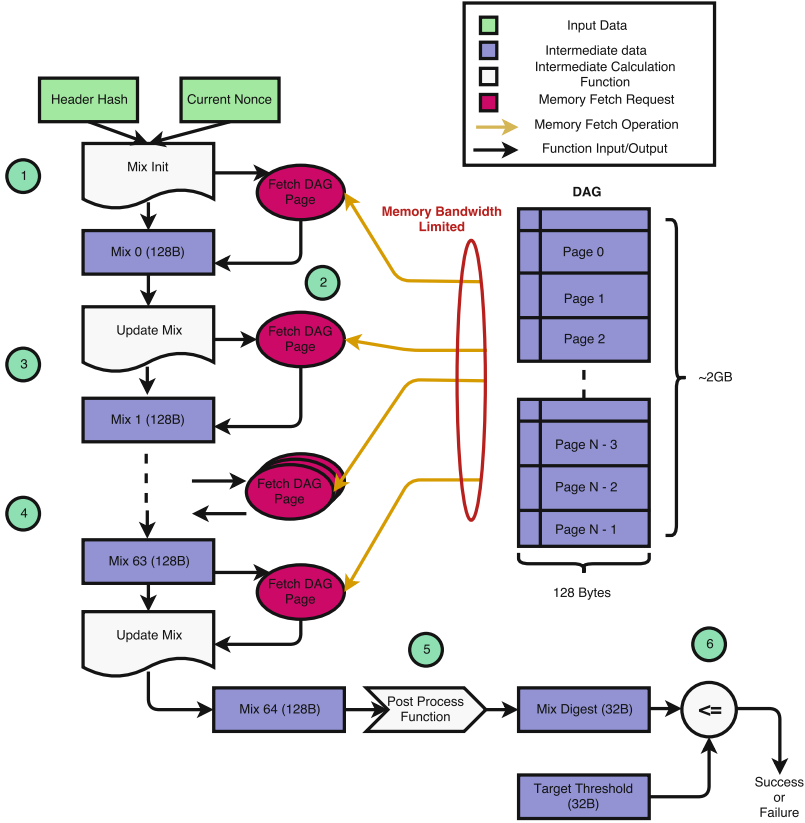 Input Data
Intermediate data
Intermediate Calculation
Function
Memory Fetch Request
Memory Fetch Operation
Function Input/Output
Header Hash
Current Nonce
1
Mix Init
Fetch DAG
Page
Mix 0 (128B)
2
Memory Bandwidth
Limited
DAG
Page 0
Page 1
Page 2
~2GB
Page N - 3
Page N - 2
Page N - 1
128 Bytes
Update Mix
Fetch DAG
Page
3
Mix 1 (128B)
Fetch DAG
Page
4
Mix 63 (128B)
Fetch DAG
Page
Update Mix
5
6
Mix 64 (128B)
Post Process
Function
Mix Digest (32B)
<=
Target Threshold
(32B)
Success
or
Failure